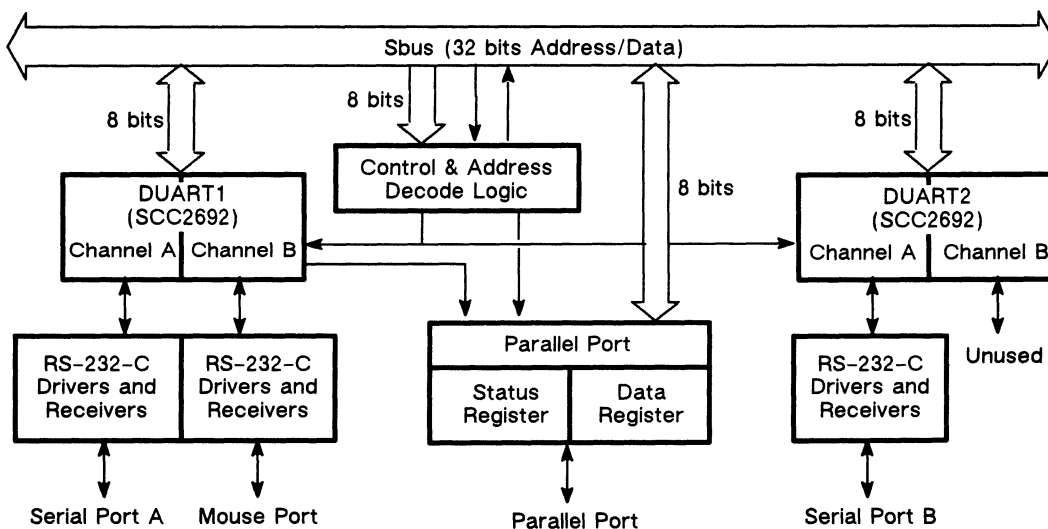 Sbus (32 bits Address/Data)
8 bits
8 bits
8 bits
8 bits
Control & Address
Decode Logic
DUART1
(SCC2692)
Channel A
Channel B
DUART2
(SCC2692)
Channel A
Channel B
RS-232-C
Drivers and
Receivers
RS-232-C
Drivers and
Receivers
Parallel Port
Status
Register
Data
Register
RS-232-C
Drivers and
Receivers
Unused
Serial Port A
Mouse Port
Parallel Port
Serial Port B